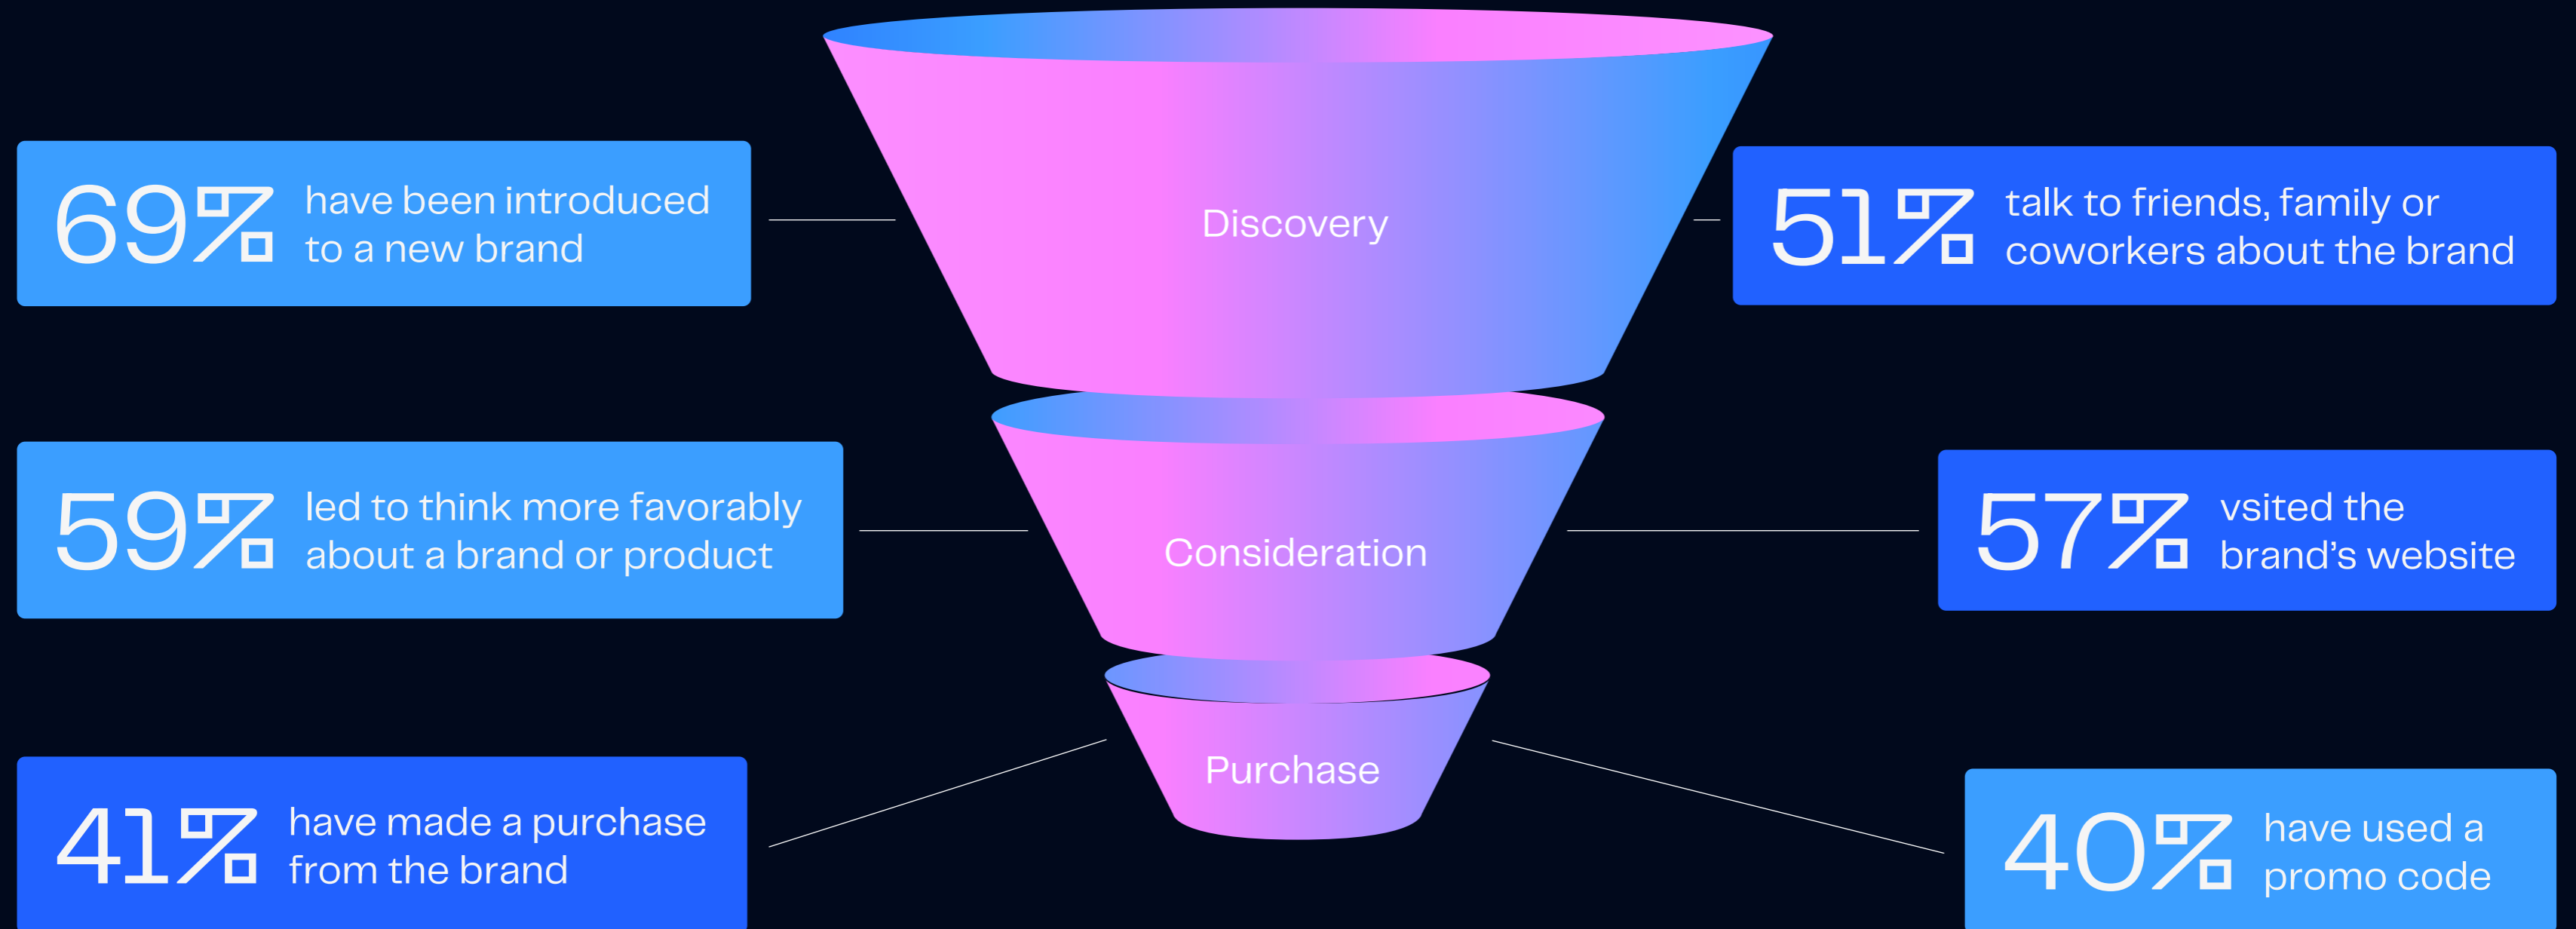 69%
have been introduced
to a new brand
Discovery
51%
talk to friends, family or
coworkers about the brand
59%
led to think more favorably
about a brand or product
Consideration
57%
vsited the
brand’s website
Purchase
41%
have made a purchase
from the brand
40%
have used a
promo code